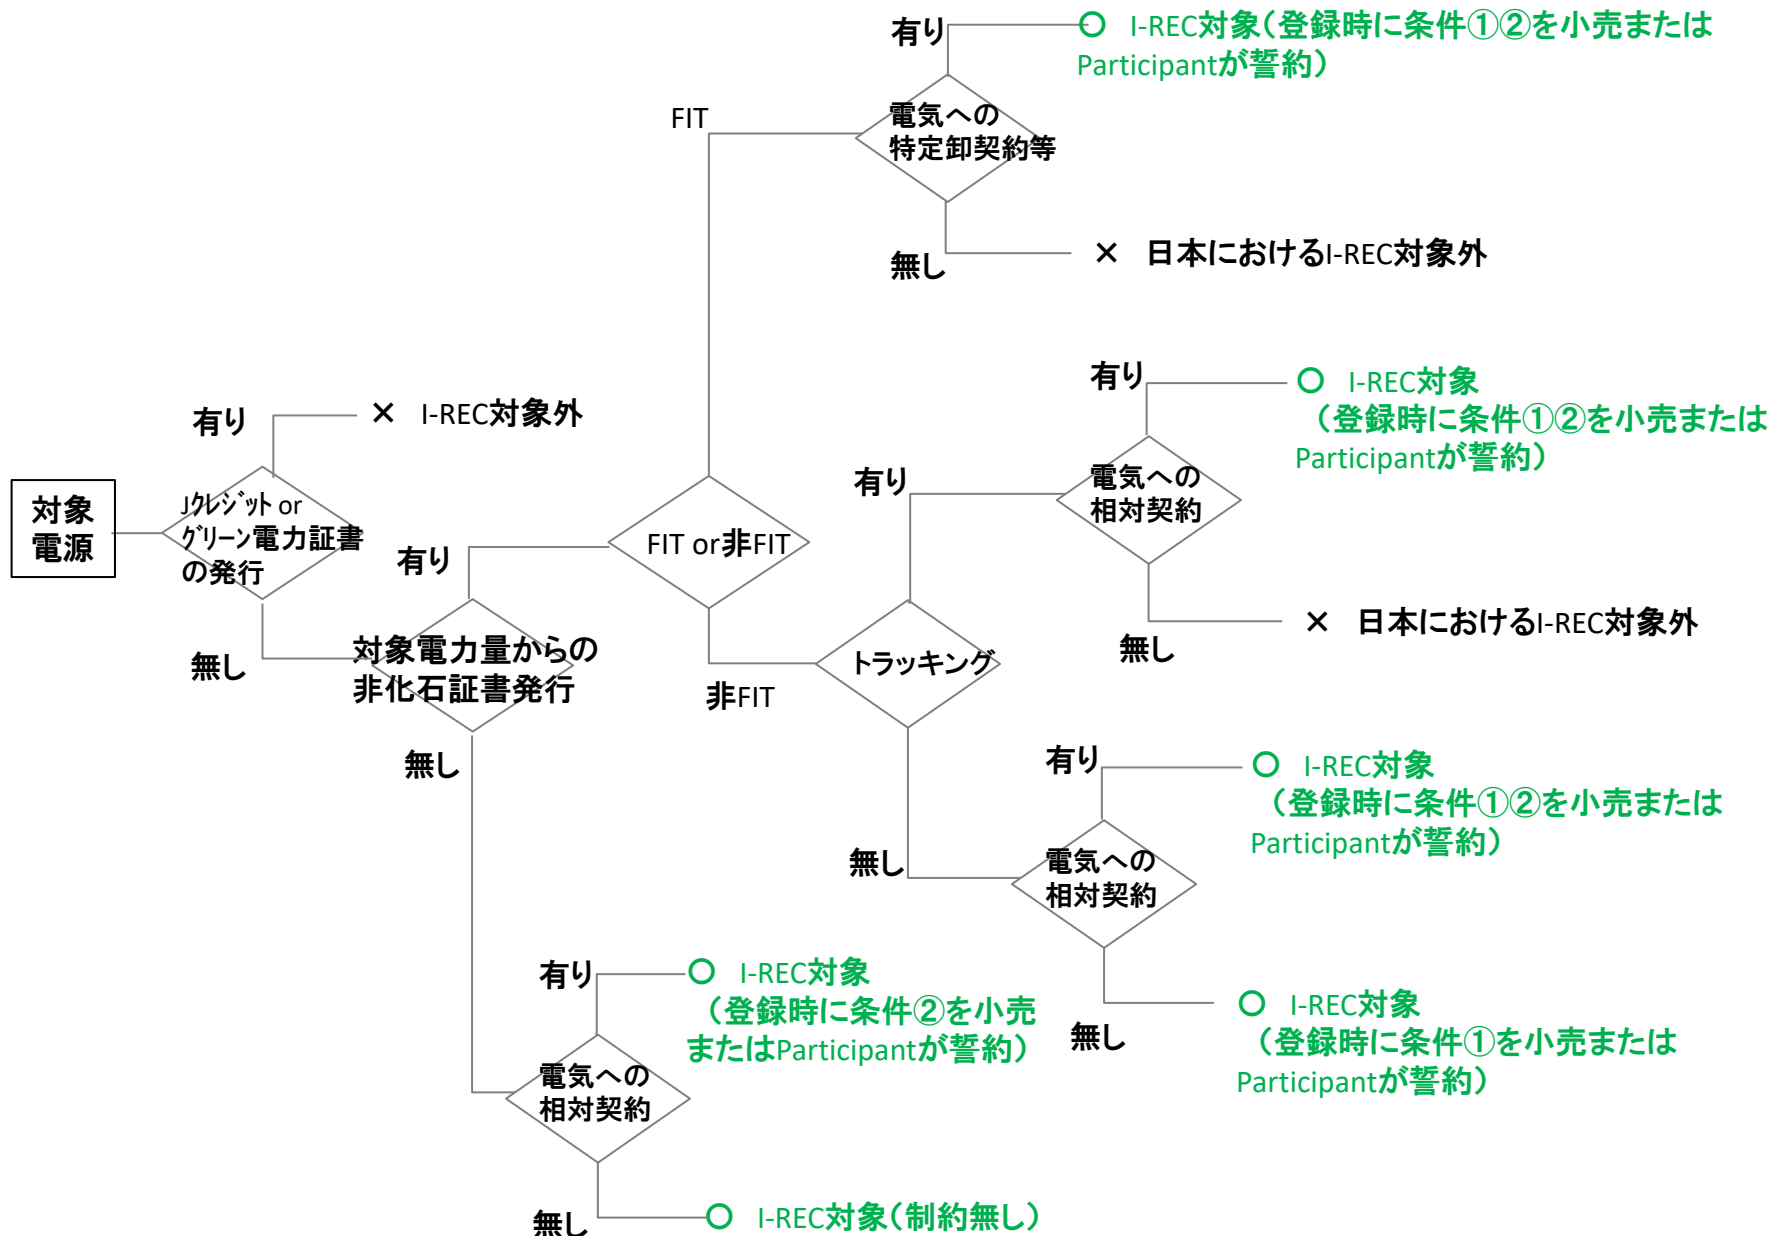 有り
○ I-REC対象（登録時に条件①②を小売または
Participantが誓約）
FIT
電気への
特定卸契約等
無し
× 日本におけるI-REC対象外
有り
○ I-REC対象
（登録時に条件①②を小売または
Participantが誓約）
有り
× I-REC対象外
有り
電気への
相対契約
対象
電源
Jｸﾚｼﾞｯﾄ or
ｸﾞﾘｰﾝ電力証書
の発行
有り
FIT or非FIT
無し
× 日本におけるI-REC対象外
無し
対象電力量からの
非化石証書発行
トラッキング
非FIT
無し
有り
○ I-REC対象
（登録時に条件①②を小売または
Participantが誓約）
無し
電気への
相対契約
有り
○ I-REC対象
（登録時に条件②を小売
またはParticipantが誓約）
無し
○ I-REC対象
（登録時に条件①を小売または
Participantが誓約）
電気への
相対契約
無し
○ I-REC対象（制約無し）